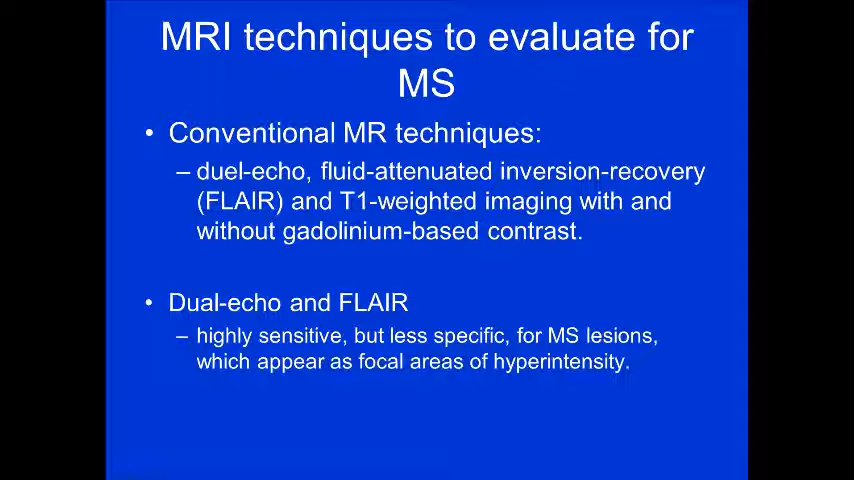 MRI techniques to evaluate for
MS
• Conventional MR techniques:
– duel-echo, fluid-attenuated inversion-recovery
(FLAIR) and T1-weighted imaging with and
without gadolinium-based contrast.
• Dual-echo and FLAIR
– highly sensitive, but less specific, for MS lesions,
which appear as focal areas of hyperintensity.